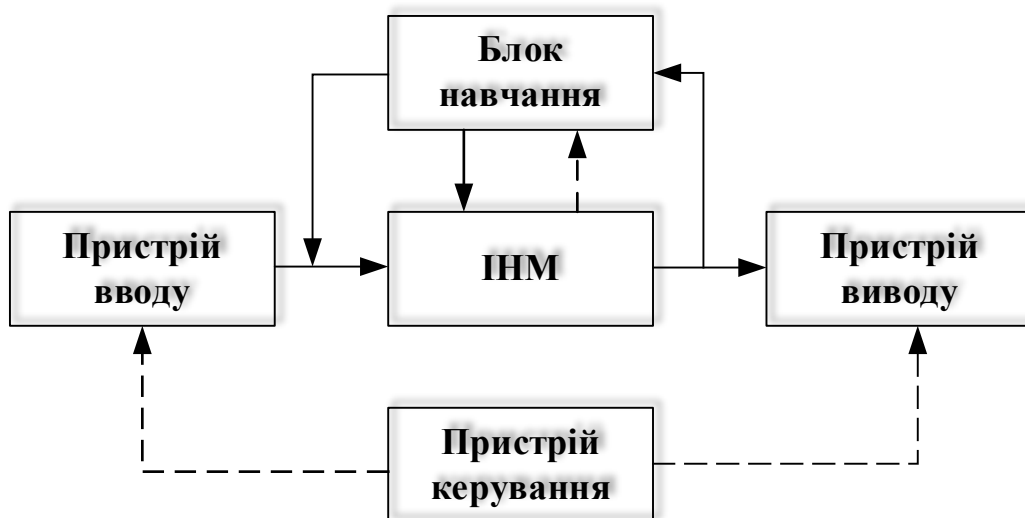 Блок
навчання
Пристрій
вводу
ІНМ
Пристрій
виводу
Пристрій
керування